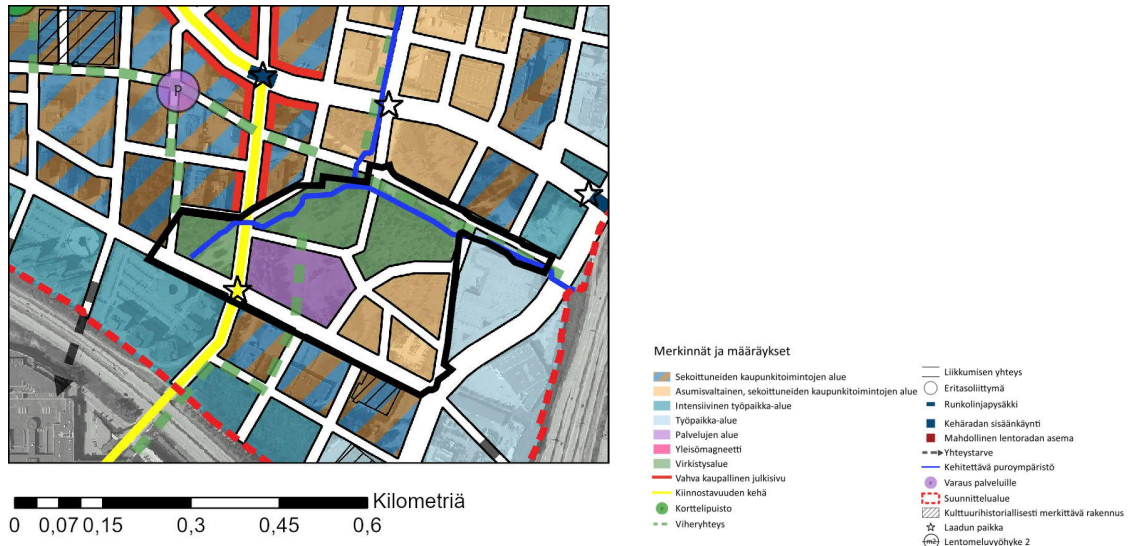 P
Kilometriä
0 0,07 0,15 0,3 0,45 0,6
Merkinnät ja määräykset
Sekoittuneiden kaupunkitoimintojen alue
Asumisvaltainen, sekoittuneiden kaupunkitoimintojen alue
Intensiivinen työpaikka-alue
Työpaikka-alue
Palvelujen alue
Yleisömagneetti
Virkistysalue
Vahva kaupallinen julkisivu
Kiinnostavuuden kehä
Korttelipuisto
Viheryhteys
Liikkumisen yhteys
Eritasoliittymä
Runkolinjapysäkki
Kehäradan sisäänkäynti
Mahdollinen lentoradan asema
Yhteystarve
Kehitettävä puroympäristö
Varaus palveluille
Suunnittelualue
Kulttuurihistoriallisesti merkittävä rakennus
Laadun paikka
m2 Lentomeluvyöhyke 2